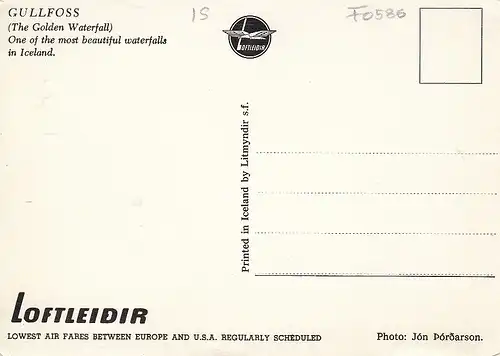 GULLFOSS
(The Golden Waterfall)
One of the most beautiful waterfalls
in Iceland.
IS
F0586
LOFTLEIDIR
Printed in Iceland by Litmyndir s.f.
LOFTLEIDIR
LOWEST AIR FARES BETWEEN EUROPE AND U.S.A. REGULARLY SCHEDULED
Photo: Jón Þórðarson.